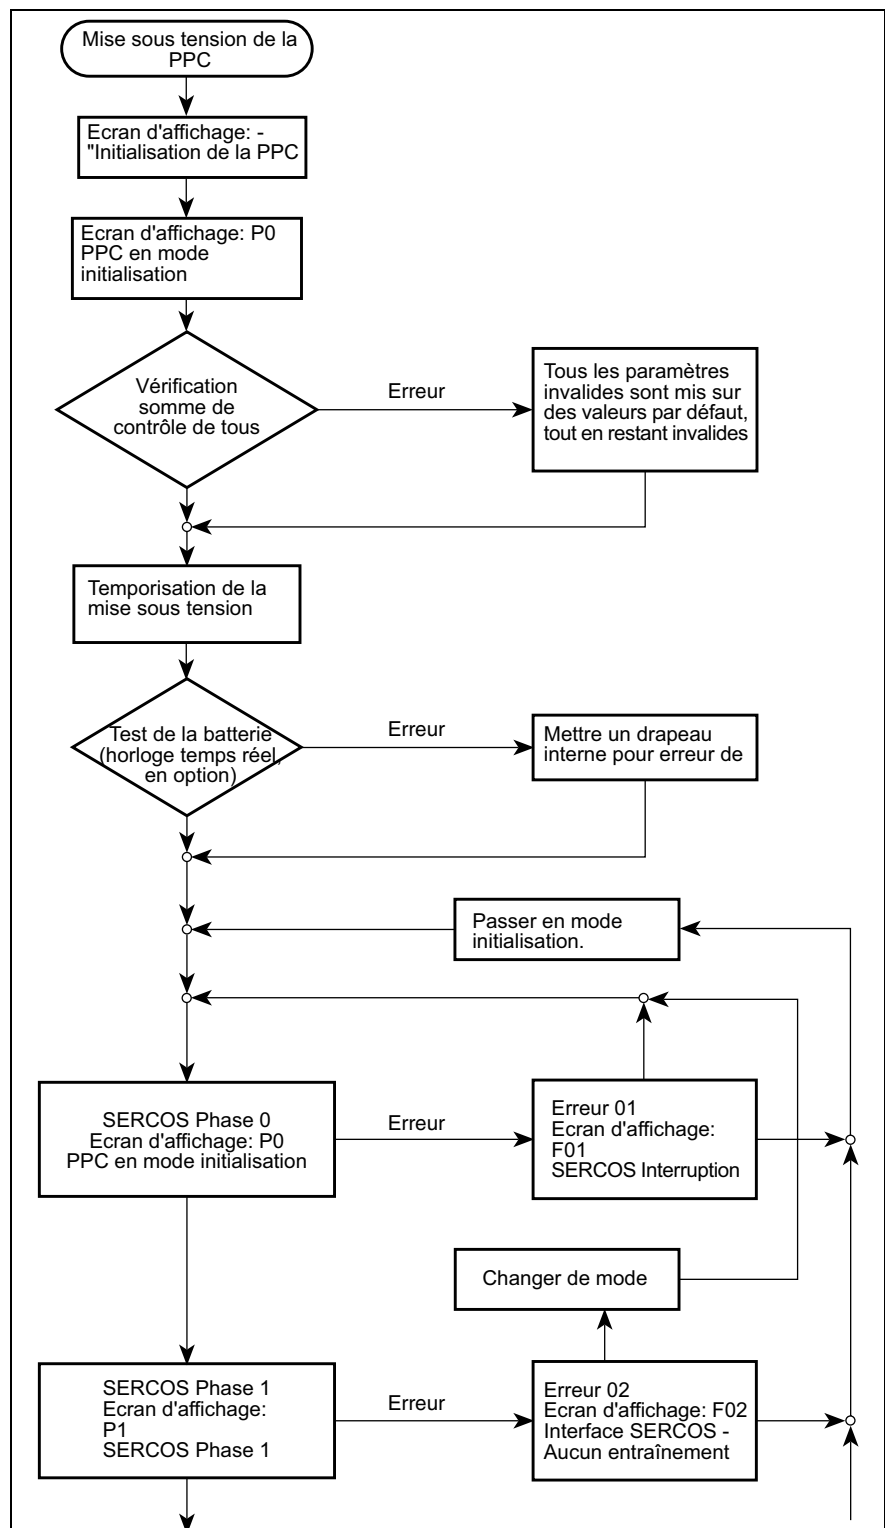 Mise sous tension de la
PPC
Ecran d'affichage: -
"Initialisation de la PPC
Ecran d'affichage: P0
PPC en mode
initialisation
Vérification
somme de
contrôle de tous
Erreur
Tous les paramètres
invalides sont mis sur
des valeurs par défaut,
tout en restant invalides
Temporisation de la
mise sous tension
Test de la batterie
(horloge temps réel,
en option)
Erreur
Mettre un drapeau
interne pour erreur de
Passer en mode
initialisation.
SERCOS Phase 0
Ecran d'affichage: P0
PPC en mode initialisation
Erreur
Erreur 01
Ecran d'affichage:
F01
SERCOS Interruption
Changer de mode
SERCOS Phase 1
Ecran d'affichage:
P1
SERCOS Phase 1
Erreur
Erreur 02
Ecran d'affichage: F02
Interface SERCOS -
Aucun entraînement